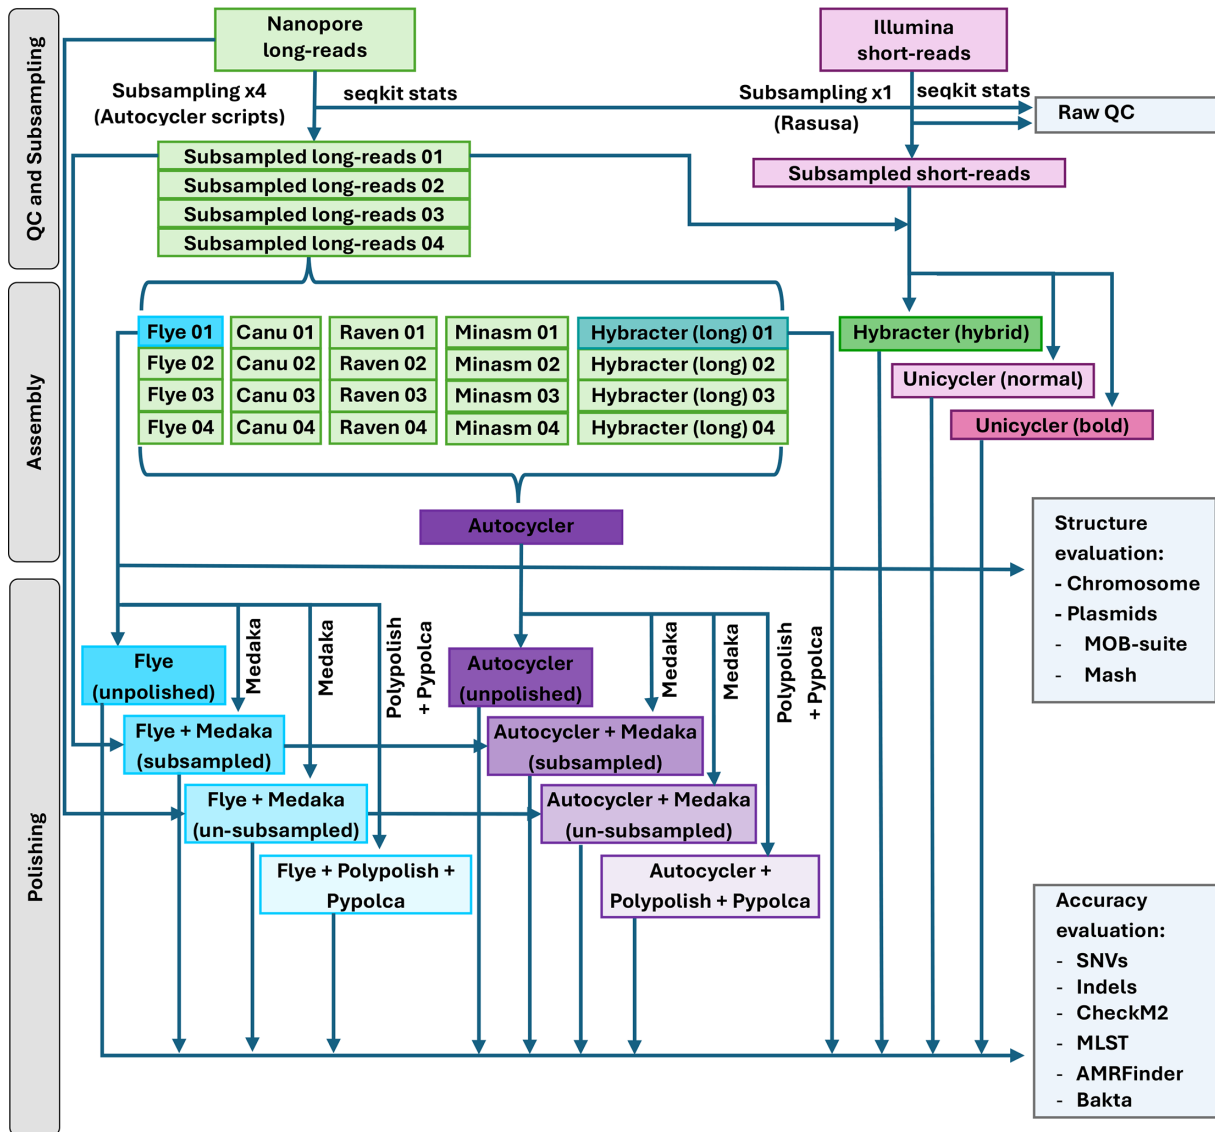 Nanopore
long-reads
Illumina
short-reads
QC and Subsampling
Subsampling x4
(Autocycler scripts)
seqkit stats
Subsampling x1
(Rasusa)
seqkit stats
Raw QC
Subsampled long-reads 01
Subsampled long-reads 02
Subsampled long-reads 03
Subsampled long-reads 04
Subsampled short-reads
Assembly
Flye 01
Canu 01
Raven 01
Minasm 01
Hybracter (long) 01
Flye 02
Canu 02
Raven 02
Minasm 02
Hybracter (long) 02
Flye 03
Canu 03
Raven 03
Minasm 03
Hybracter (long) 03
Flye 04
Canu 04
Raven 04
Minasm 04
Hybracter (long) 04
Hybracter (hybrid)
Unicycler (normal)
Unicycler (bold)
Autocycler
Structure
evaluation:
- Chromosome
- Plasmids
- MOB-suite
- Mash
Polishing
Medaka
Medaka
Polypolish
+ Pypolca
Medaka
Medaka
Polypolish
+ Pypolca
Flye
(unpolished)
Flye + Medaka
(subsampled)
Flye + Medaka
(un-subsampled)
Flye + Polypolish +
Pypolca
Autocycler
(unpolished)
Autocycler + Medaka
(subsampled)
Autocycler + Medaka
(un-subsampled)
Autocycler +
Polypolish + Pypolca
Accuracy
evaluation:
- SNVs
- Indels
- CheckM2
- MLST
- AMRFinder
- Bakta